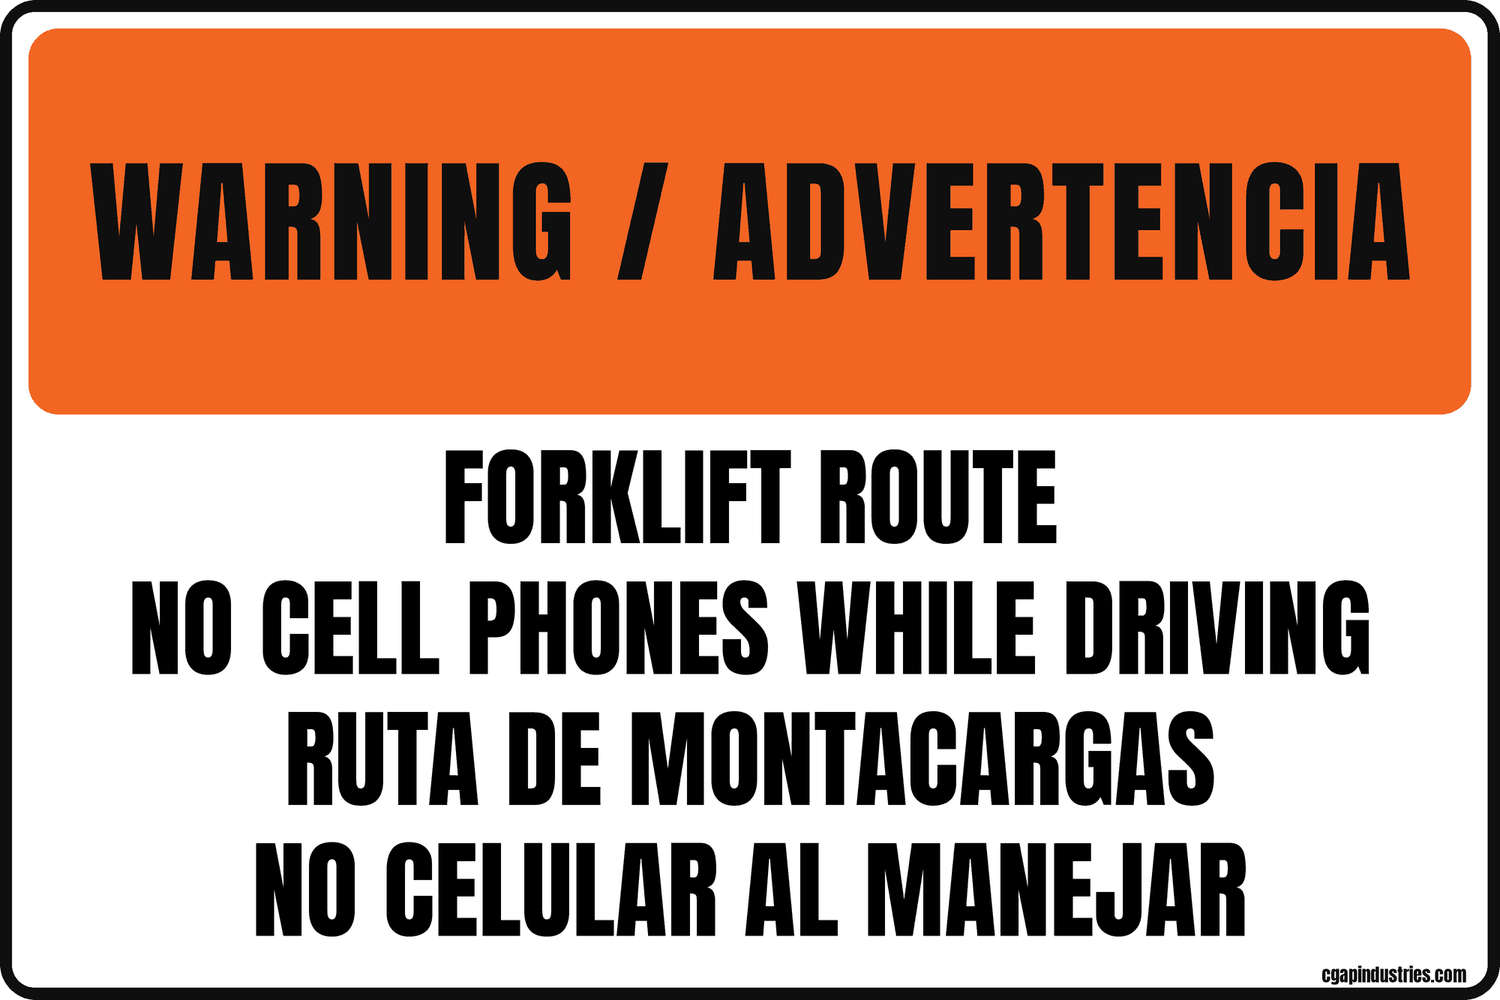 WARNING / ADVERTENCIA
FORKLIFT ROUTE
NO CELL PHONES WHILE DRIVING
RUTA DE MONTACARGAS
NO CELULAR AL MANEJAR
cgapindustries.com